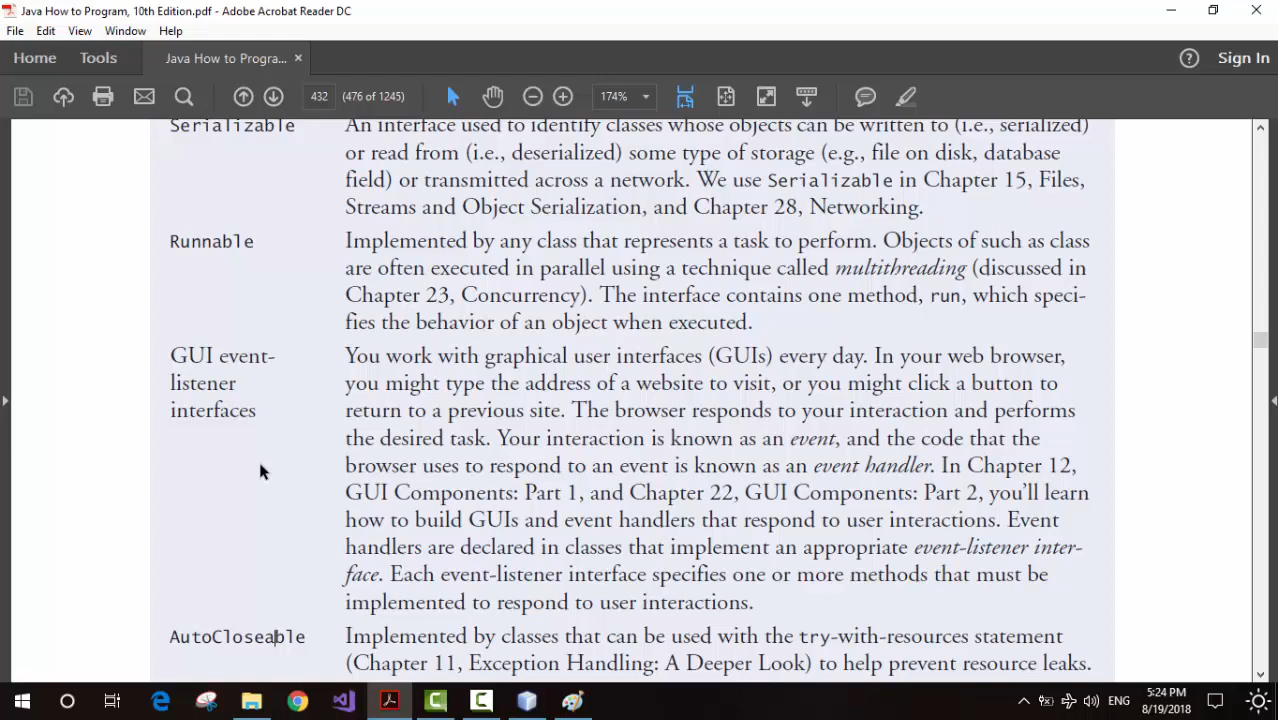 Java How to Program, 10th Edition.pdf - Adobe Acrobat Reader DC
File Edit View Window Help
Home Tools Java How to Progra... × Sign In
432 (476 of 1245) 174%
Serializable An interface used to identify classes whose objects can be written to (i.e., serialized)
or read from (i.e., deserialized) some type of storage (e.g., file on disk, database
field) or transmitted across a network. We use Serializable in Chapter 15, Files,
Streams and Object Serialization, and Chapter 28, Networking.
Runnable Implemented by any class that represents a task to perform. Objects of such as class
are often executed in parallel using a technique called multithreading (discussed in
Chapter 23, Concurrency). The interface contains one method, run, which speci-
fies the behavior of an object when executed.
GUI event- You work with graphical user interfaces (GUIs) every day. In your web browser,
listener you might type the address of a website to visit, or you might click a button to
interfaces return to a previous site. The browser responds to your interaction and performs
the desired task. Your interaction is known as an event, and the code that the
browser uses to respond to an event is known as an event handler. In Chapter 12,
GUI Components: Part 1, and Chapter 22, GUI Components: Part 2, you'll learn
how to build GUIs and event handlers that respond to user interactions. Event
handlers are declared in classes that implement an appropriate event-listener inter-
face. Each event-listener interface specifies one or more methods that must be
implemented to respond to user interactions.
AutoCloseable Implemented by classes that can be used with the try-with-resources statement
(Chapter 11, Exception Handling: A Deeper Look) to help prevent resource leaks.
ENG 5:24 PM
8/19/2018